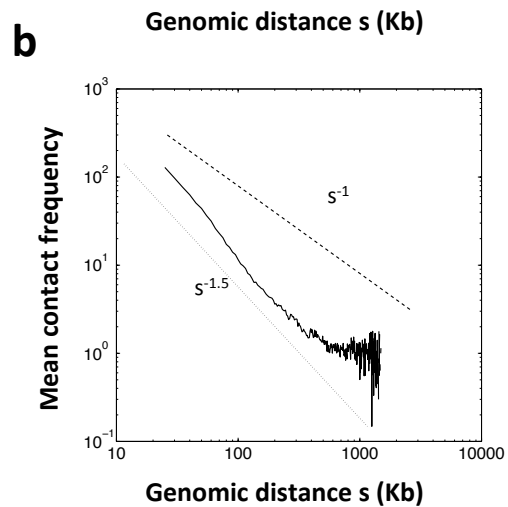 Genomic distance s (Kb)
b
10^3
10^2
10^1
10^0
10^-1
Mean contact frequency
s^-1
s^-1.5
10 100 1000 10000
Genomic distance s (Kb)